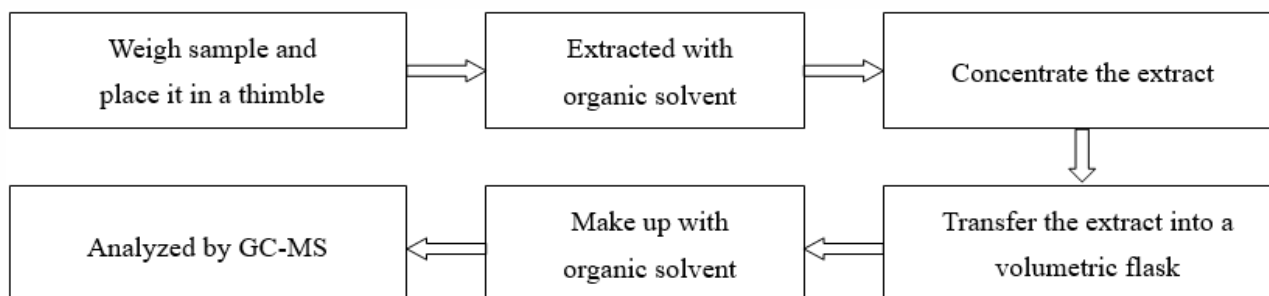 Weigh sample and
place it in a thimble
Extracted with
organic solvent
Concentrate the extract
Transfer the extract into a
volumetric flask
Make up with
organic solvent
Analyzed by GC-MS